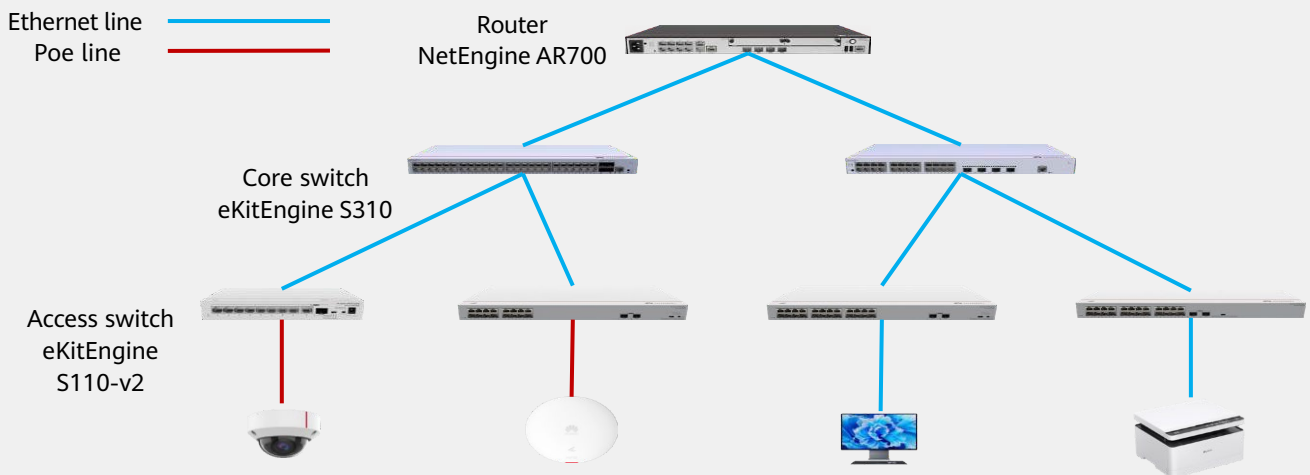 Ethernet line
Poe line
Router
NetEngine AR700
Core switch
eKitEngine S310
Access switch
eKitEngine
S110-v2